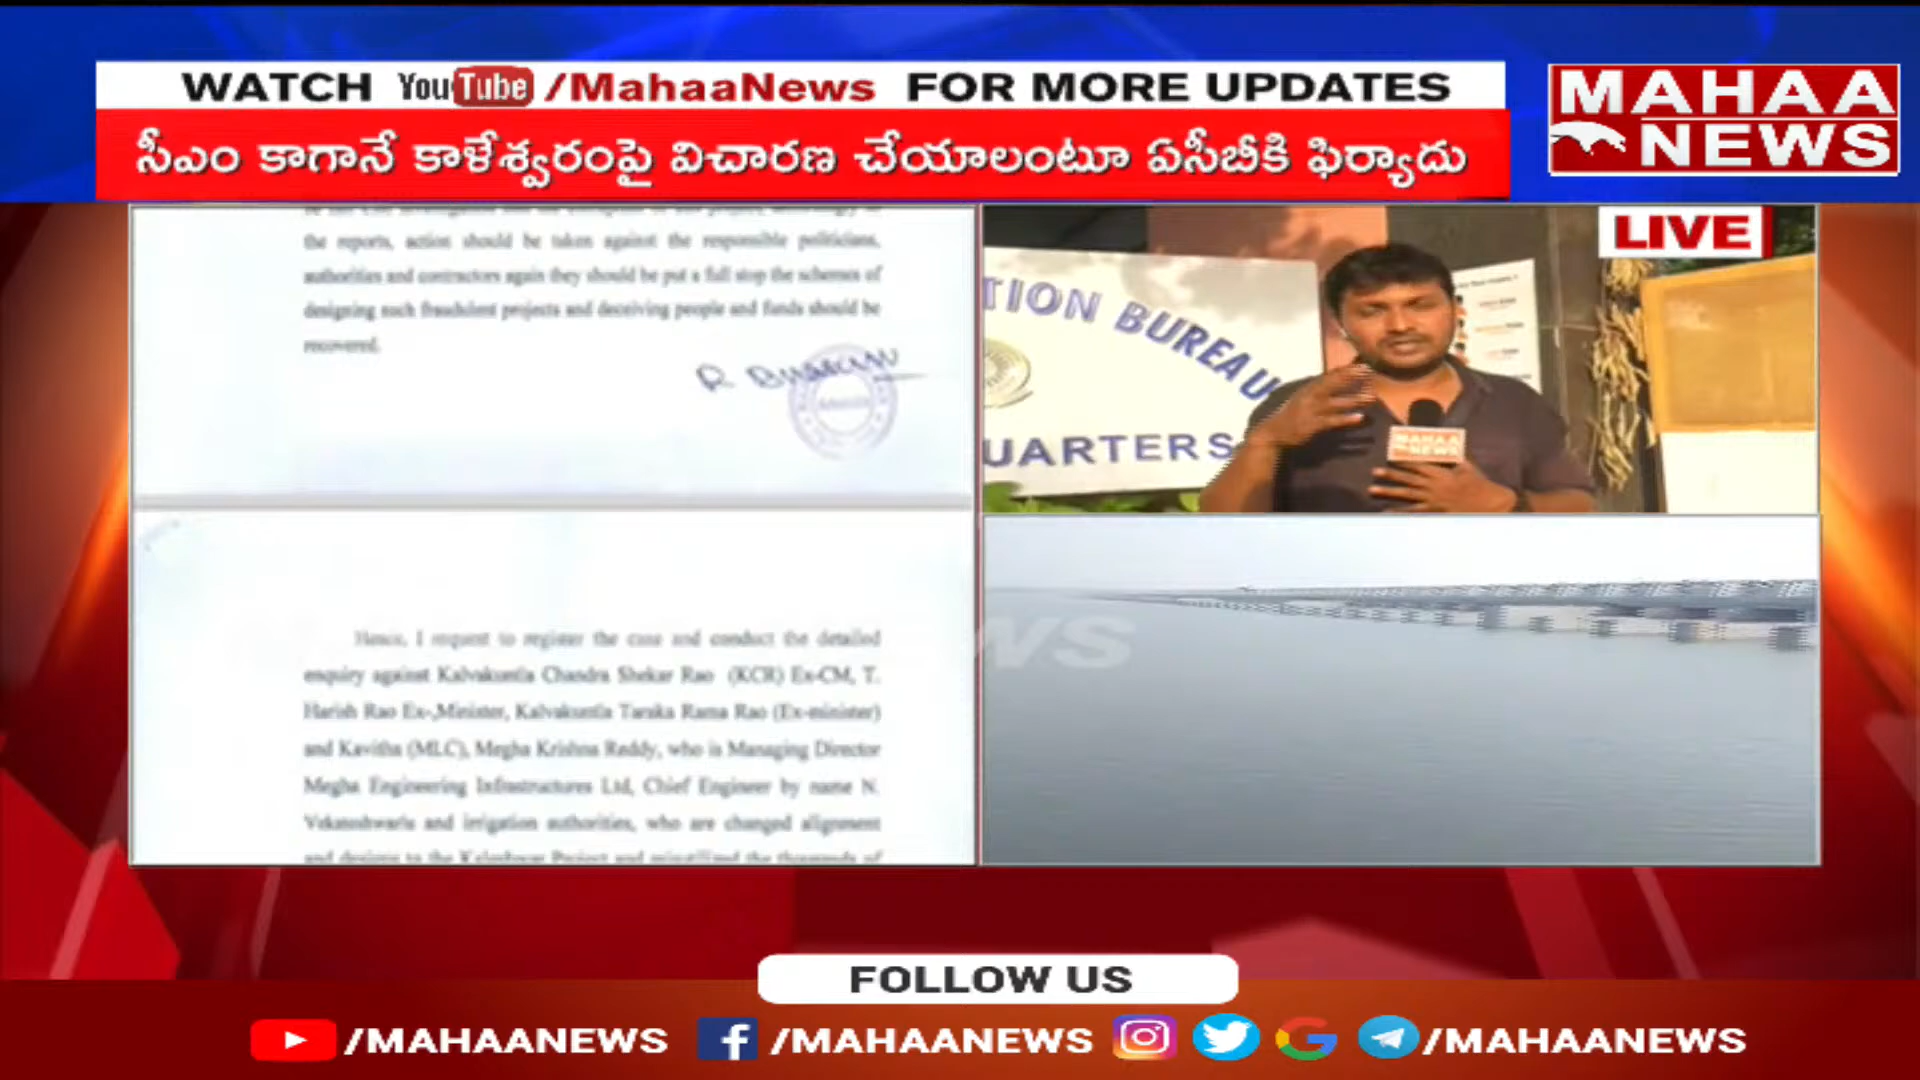 WATCH YouTube /MahaaNews FOR MORE UPDATES
MAHAA
NEWS
సీఎం కాగానే కాళేశ్వరంపై విచారణ చేయాలంటూ ఏసీబీకి ఫిర్యాదు
LIVE
the reports, action should be taken against the responsible politicians,
authorities and contractors again they should be put a full stop the schemes of
designing such fraudulent projects and deceiving people and funds should be
recovered.
TION BUREAU
UARTERS
MAHAA
NEWS
Hence, I request to register the case and conduct the detailed
enquiry against Kalvakuntla Chandra Shekar Rao (KCR) Ex-CM, T.
Harish Rao Ex-,Minister, Kalvakuntla Taraka Rama Rao (Ex-minister)
and Kavitha (MLC), Megha Krishna Reddy, who is Managing Director
Megha Engineering Infrastructures Ltd, Chief Engineer by name N.
and irrigation authorities, who are changed alignment
FOLLOW US
/MAHAANEWS /MAHAANEWS /MAHAANEWS